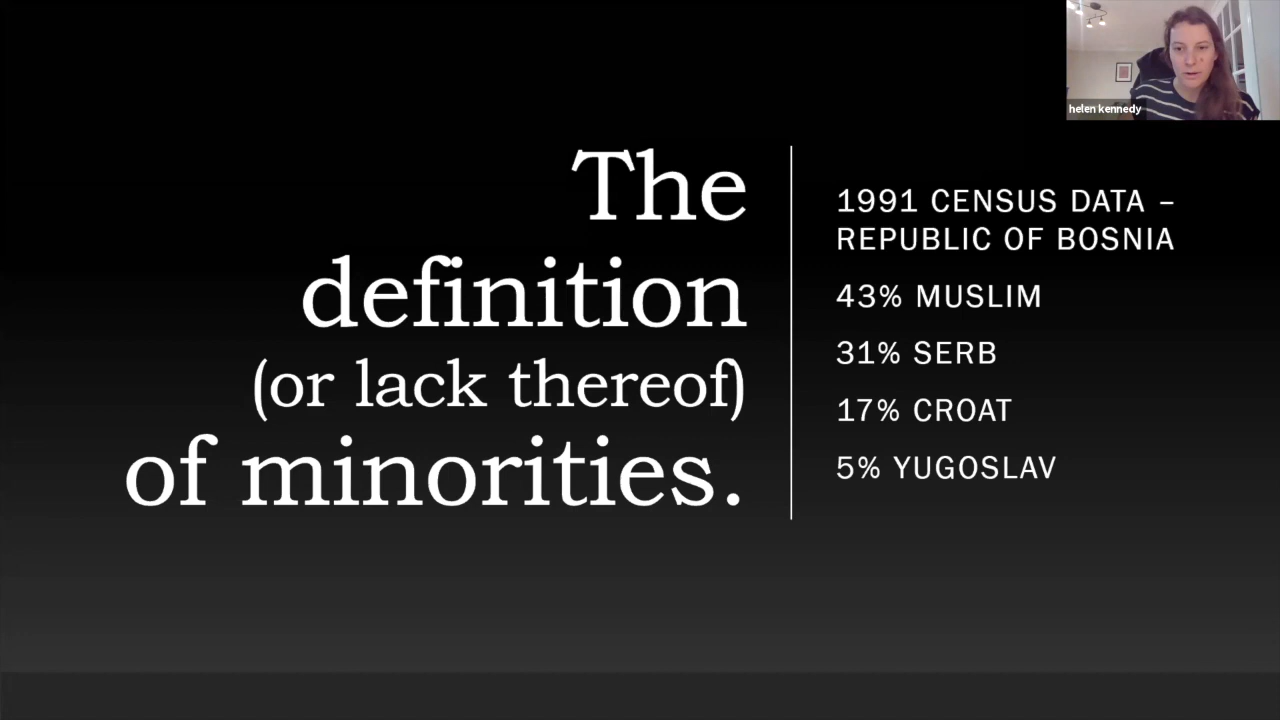 helen kennedy
The
definition
(or lack thereof)
of minorities.
1991 CENSUS DATA –
REPUBLIC OF BOSNIA
43% MUSLIM
31% SERB
17% CROAT
5% YUGOSLAV